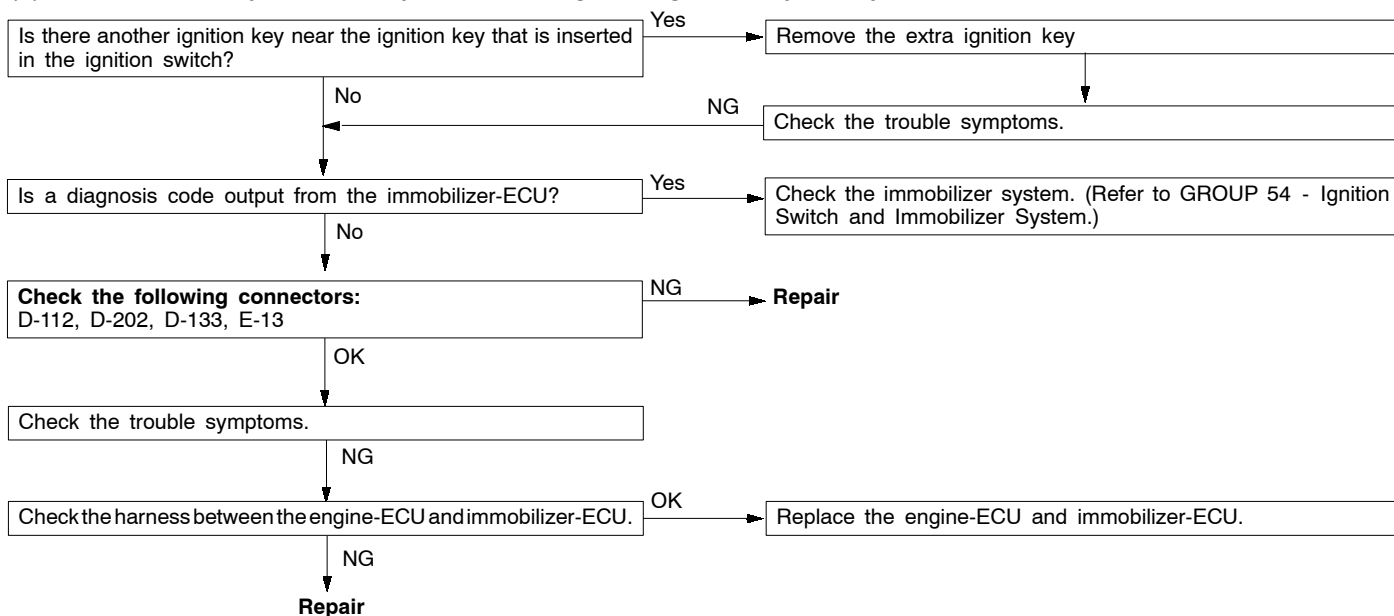 Is there another ignition key near the ignition key that is inserted
in the ignition switch?
Yes
Remove the extra ignition key
No
NG
Check the trouble symptoms.
Is a diagnosis code output from the immobilizer-ECU?
Yes
Check the immobilizer system. (Refer to GROUP 54 - Ignition
Switch and Immobilizer System.)
No
Check the following connectors:
D-112, D-202, D-133, E-13
NG
Repair
OK
Check the trouble symptoms.
NG
Check the harness between the engine-ECU and immobilizer-ECU.
OK
Replace the engine-ECU and immobilizer-ECU.
NG
Repair